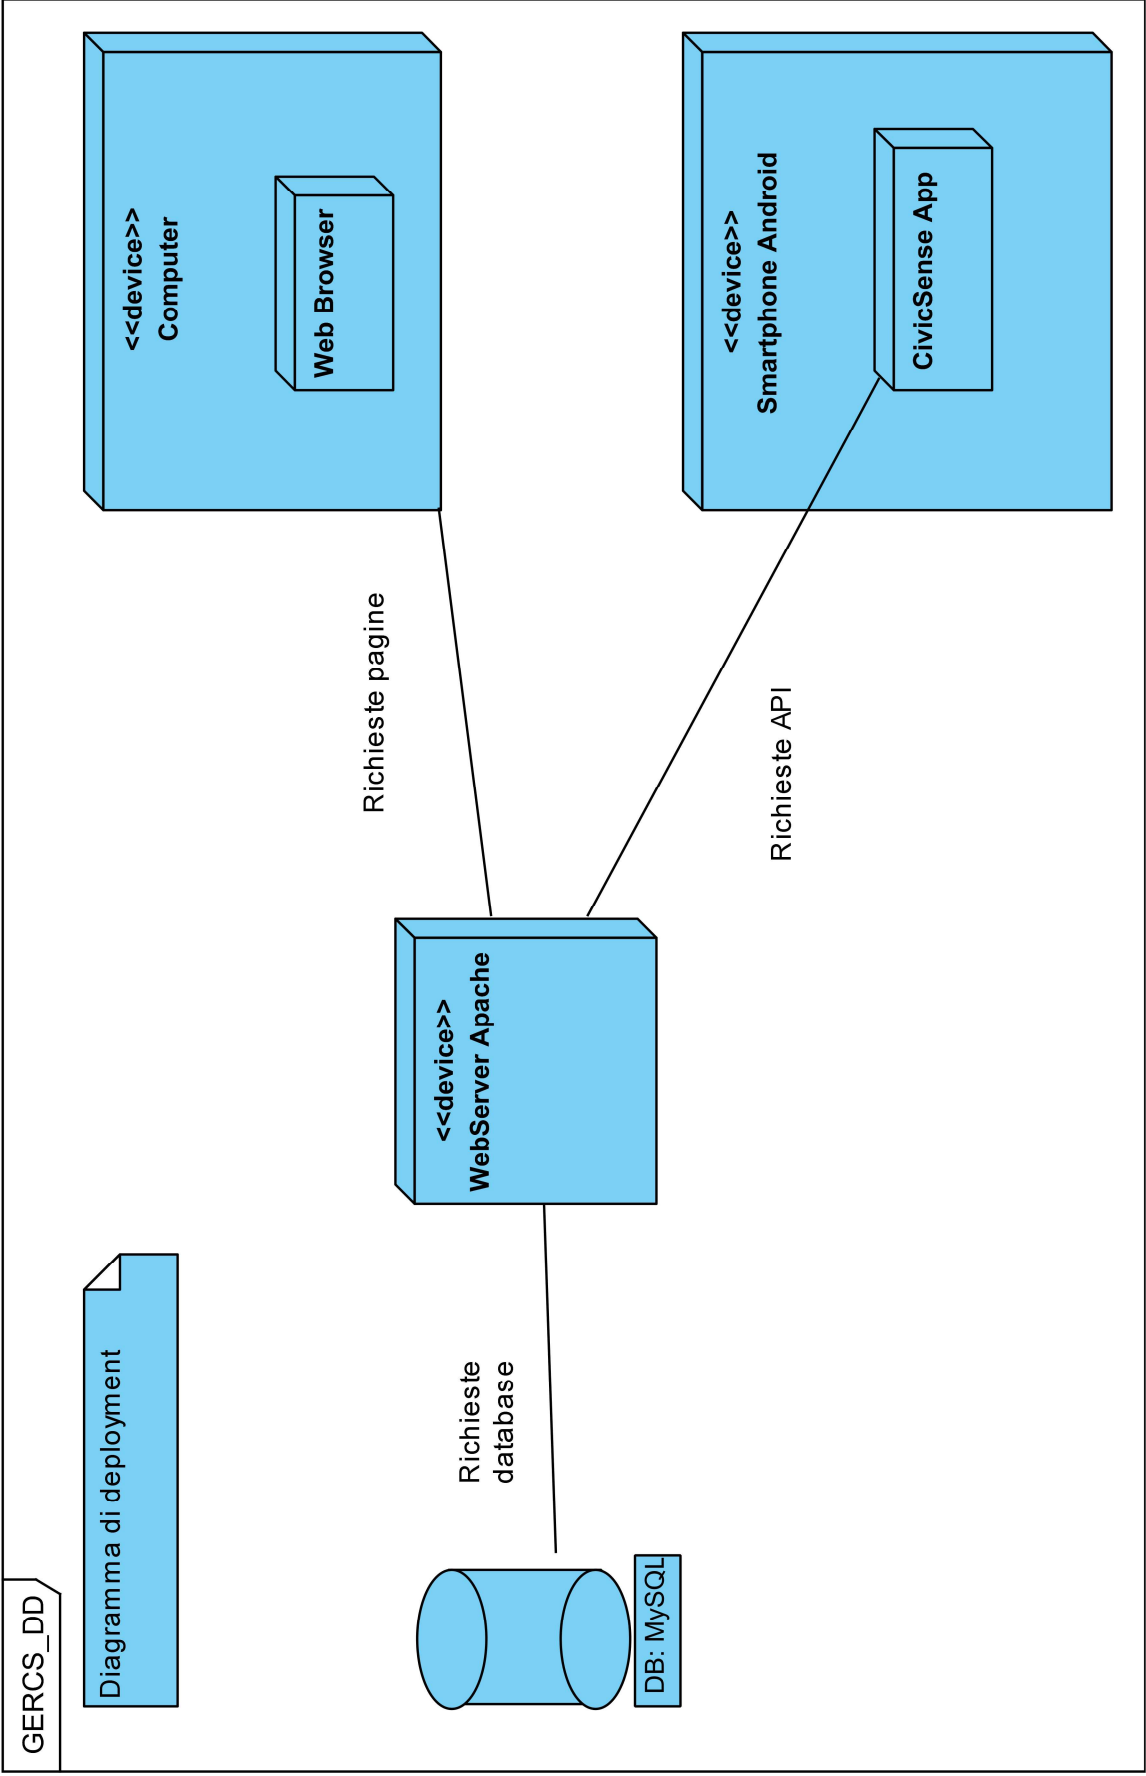 GERCS_DD
Diagramma di deployment
<<device>>
Computer
Web Browser
Richieste pagine
<<device>>
WebServer Apache
Richieste
database
DB: MySQL
Richieste API
<<device>>
Smartphone Android
CivicSense App